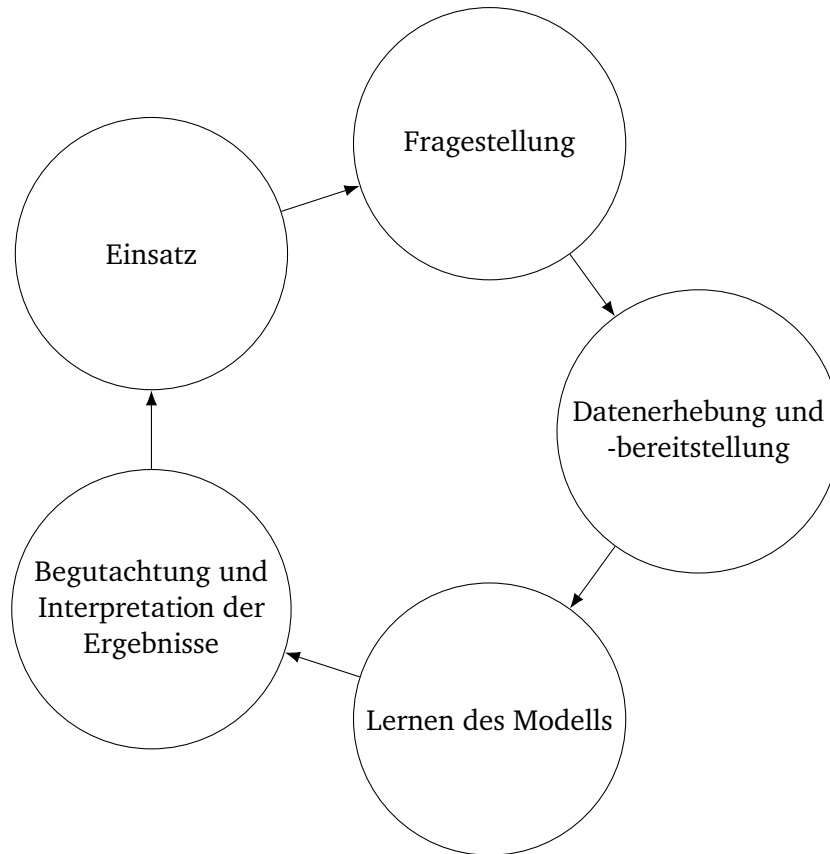 Fragestellung
Einsatz
Datenerhebung und
-bereitstellung
Begutachtung und
Interpretation der
Ergebnisse
Lernen des Modells